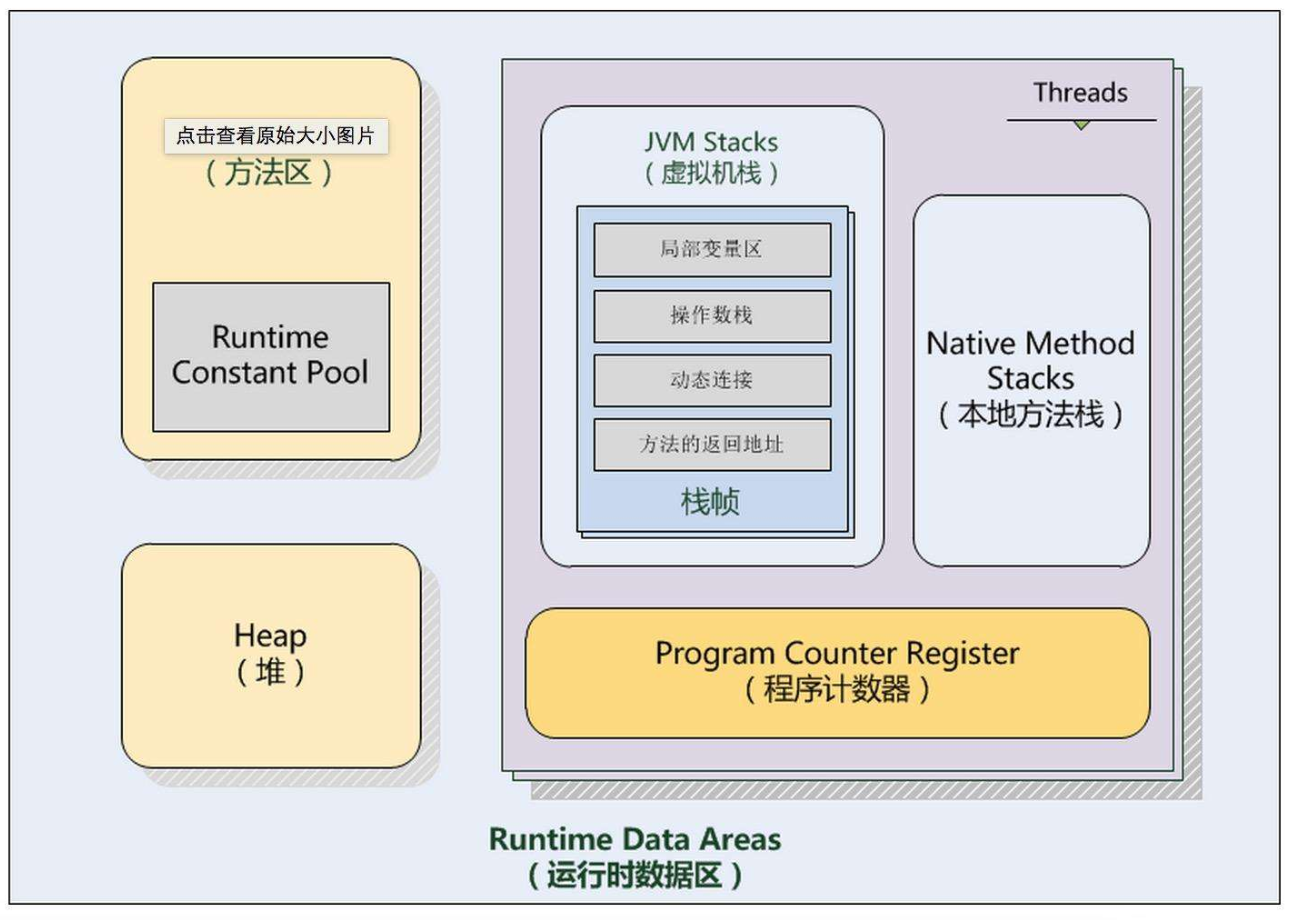 点击查看原始大小图片
（方法区）
Runtime
Constant Pool
Heap
（堆）
Threads
JVM Stacks
（虚拟机栈）
局部变量区
操作数栈
动态连接
方法的返回地址
栈帧
Native Method
Stacks
（本地方法栈）
Program Counter Register
（程序计数器）
Runtime Data Areas
（运行时数据区）